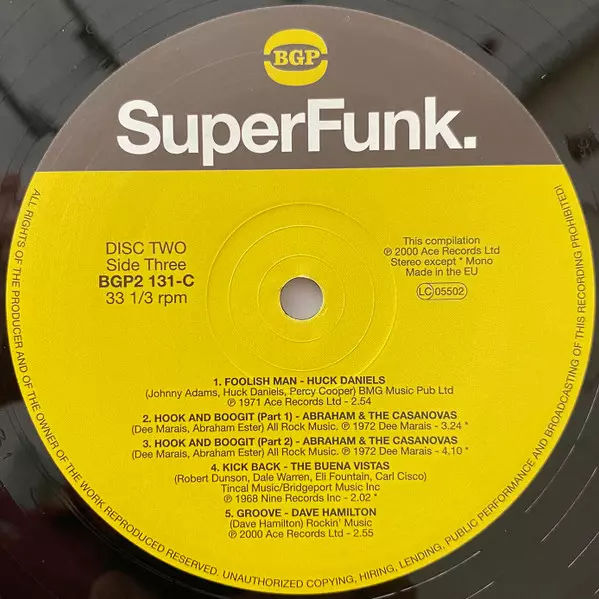 BGP
SuperFunk.
DISC TWO
Side Three
BGP2 131-C
33 1/3 rpm
This compilation
℗ 2000 Ace Records Ltd
Stereo except * Mono
Made in the EU
LC 05502
1. FOOLISH MAN - HUCK DANIELS
(Johnny Adams, Huck Daniels, Percy Cooper) BMG Music Pub Ltd
℗ 1971 Ace Records Ltd - 2.54
2. HOOK AND BOOGIT (Part 1) - ABRAHAM & THE CASANOVAS
(Dee Marais, Abraham Ester) All Rock Music. ℗ 1972 Dee Marais - 3.24 *
3. HOOK AND BOOGIT (Part 2) - ABRAHAM & THE CASANOVAS
(Dee Marais, Abraham Ester) All Rock Music. ℗ 1972 Dee Marais - 4.10 *
4. KICK BACK - THE BUENA VISTAS
(Robert Dunson, Dale Warren, Eli Fountain, Carl Cisco)
Tincal Music/Bridgeport Music Inc
℗ 1968 Nine Records Inc - 2.02 *
5. GROOVE - DAVE HAMILTON
(Dave Hamilton) Rockin' Music
℗ 2000 Ace Records Ltd - 2.55
ALL RIGHTS OF THE PRODUCER AND OF THE OWNER OF THE WORK REPRODUCED RESERVED. UNAUTHORIZED COPYING, HIRING, LENDING, PUBLIC PERFORMANCE AND BROADCASTING OF THIS RECORDING PROHIBITED!